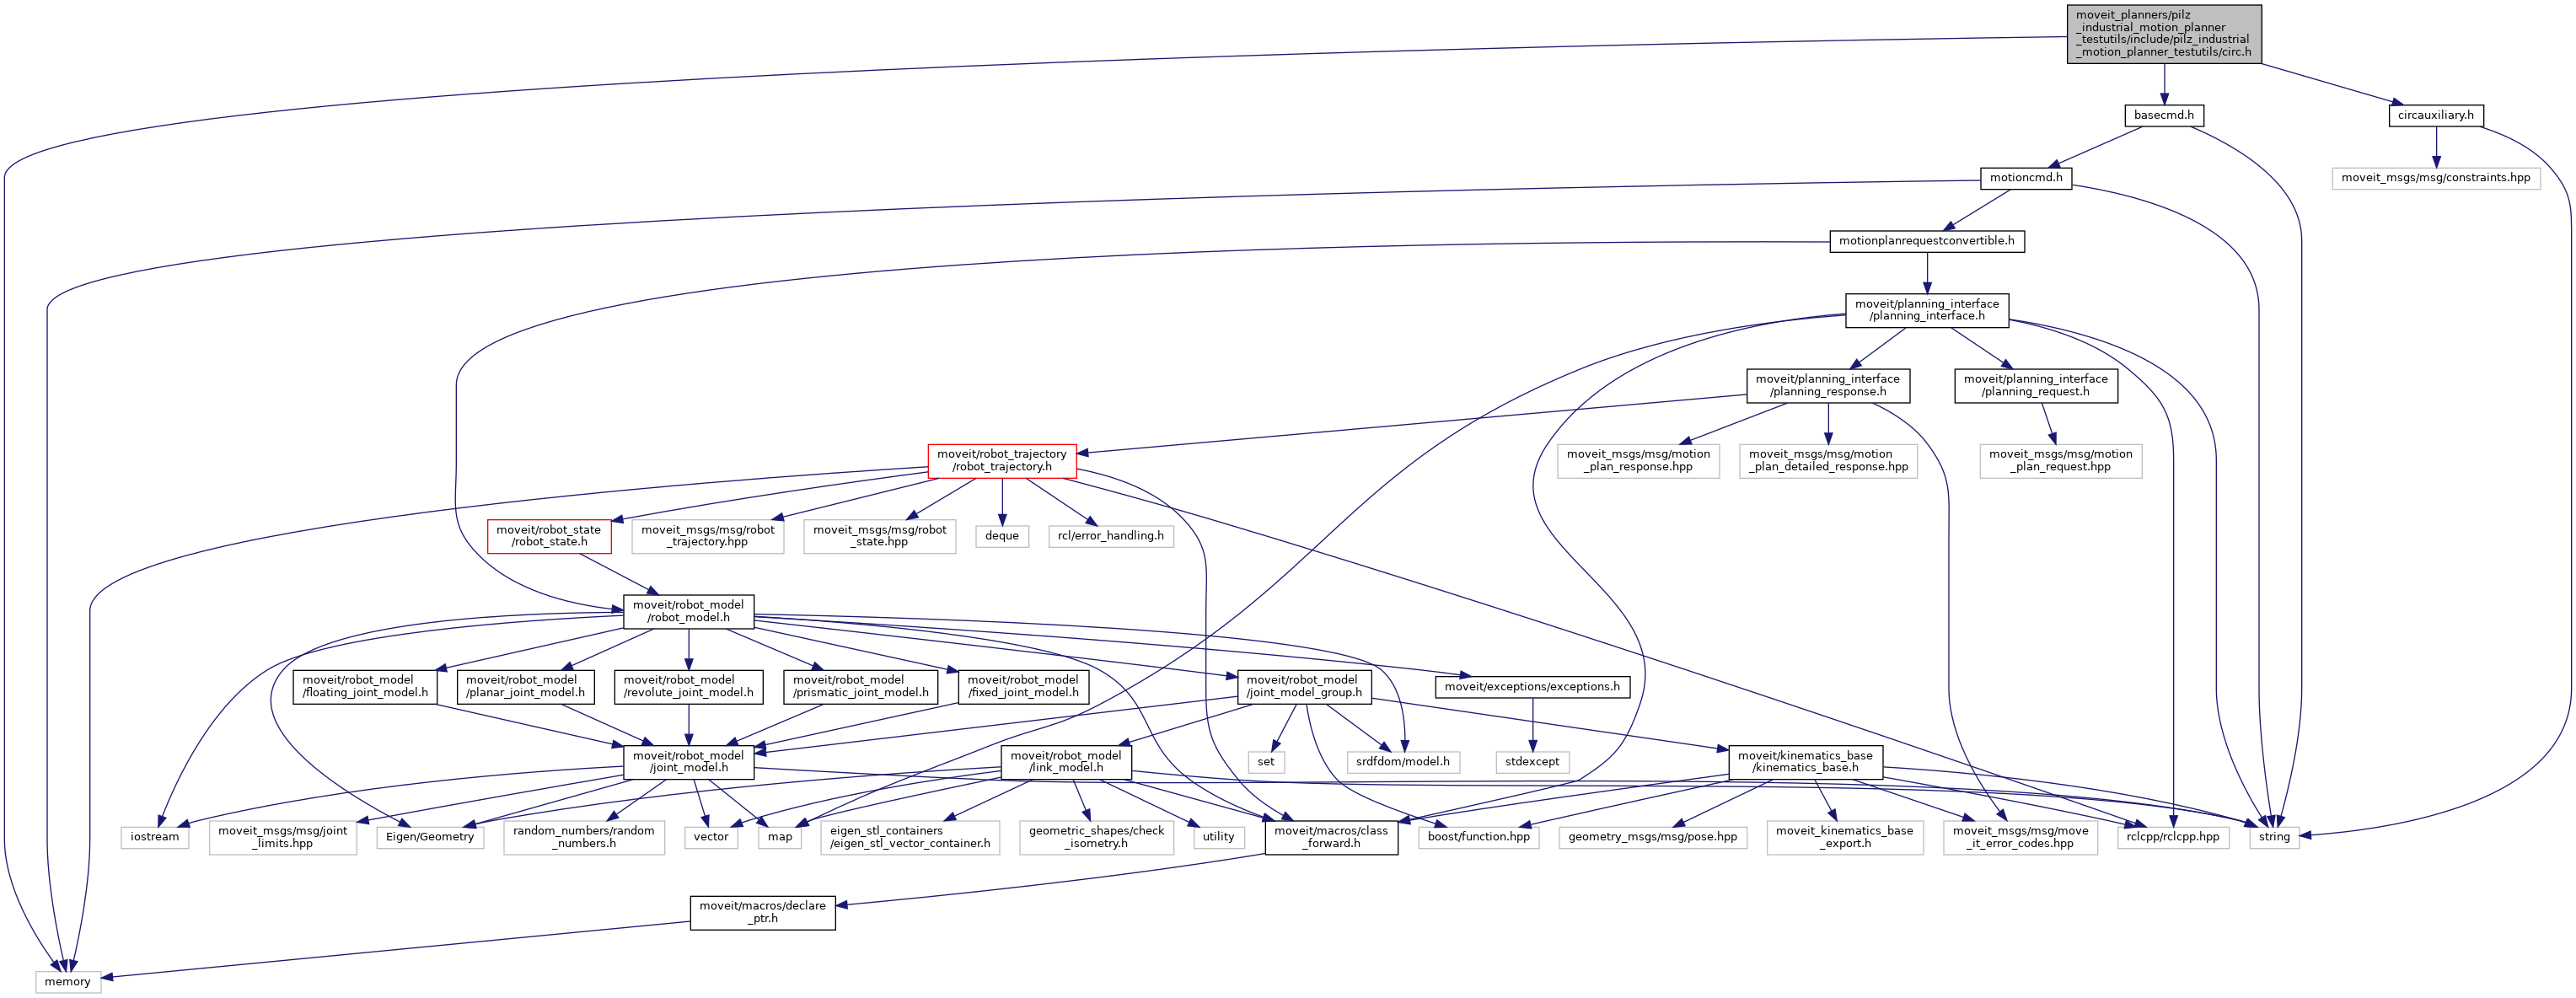 moveit_planners/pilz
_industrial_motion_planner
_testutils/include/pilz_industrial
_motion_planner_testutils/circ.h
basecmd.h
circauxiliary.h
motioncmd.h
moveit_msgs/msg/constraints.hpp
motionplanrequestconvertible.h
moveit/planning_interface
/planning_interface.h
moveit/planning_interface
/planning_response.h
moveit/planning_interface
/planning_request.h
moveit/robot_trajectory
/robot_trajectory.h
moveit_msgs/msg/motion
_plan_response.hpp
moveit_msgs/msg/motion
_plan_detailed_response.hpp
moveit_msgs/msg/motion
_plan_request.hpp
moveit/robot_state
/robot_state.h
moveit_msgs/msg/robot
_trajectory.hpp
moveit_msgs/msg/robot
_state.hpp
deque
rcl/error_handling.h
moveit/robot_model
/robot_model.h
moveit/robot_model
/floating_joint_model.h
moveit/robot_model
/planar_joint_model.h
moveit/robot_model
/revolute_joint_model.h
moveit/robot_model
/prismatic_joint_model.h
moveit/robot_model
/fixed_joint_model.h
moveit/robot_model
/joint_model_group.h
moveit/exceptions/exceptions.h
moveit/robot_model
/joint_model.h
moveit/robot_model
/link_model.h
set
srdfdom/model.h
stdexcept
moveit/kinematics_base
/kinematics_base.h
iostream
moveit_msgs/msg/joint
_limits.hpp
Eigen/Geometry
random_numbers/random
_numbers.h
vector
map
eigen_stl_containers
/eigen_stl_vector_container.h
geometric_shapes/check
_isometry.h
utility
moveit/macros/class
_forward.h
boost/function.hpp
geometry_msgs/msg/pose.hpp
moveit_kinematics_base
_export.h
moveit_msgs/msg/move
_it_error_codes.hpp
rclcpp/rclcpp.hpp
string
moveit/macros/declare
_ptr.h
memory